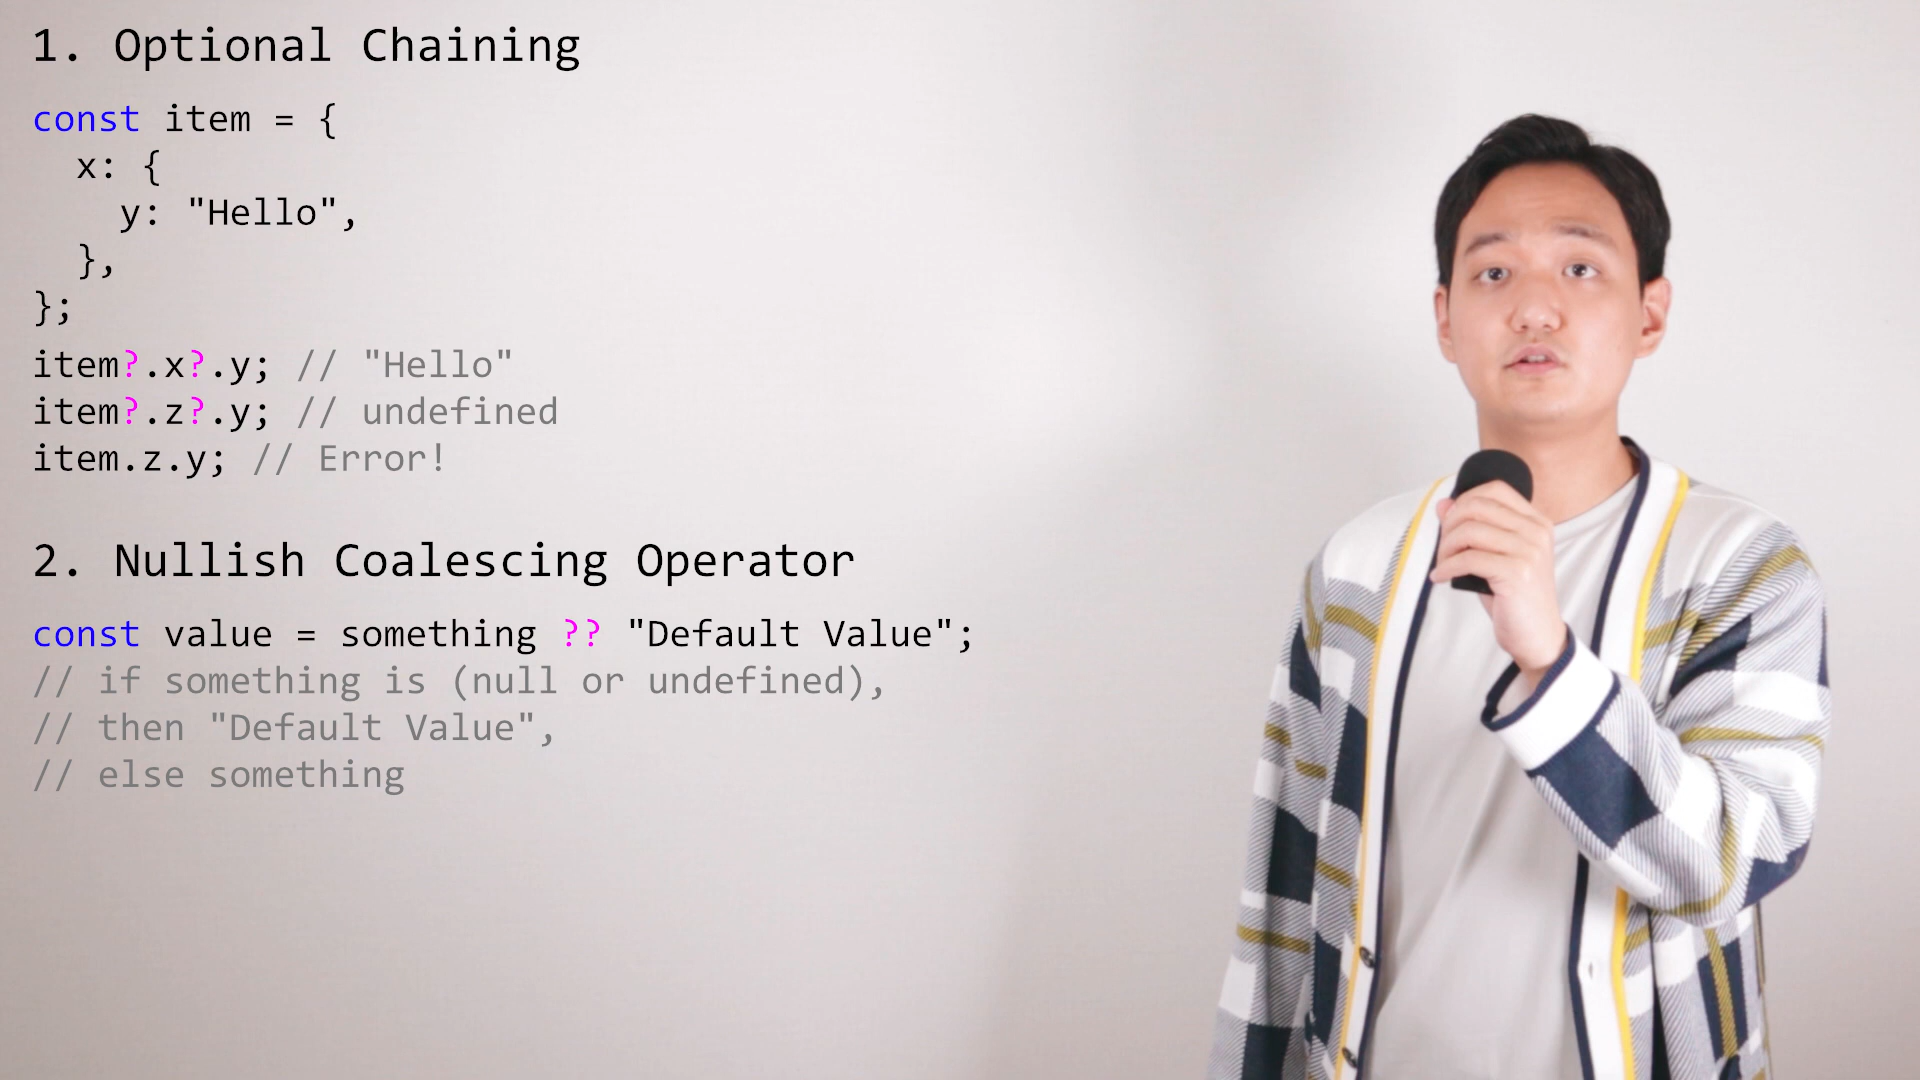 1. Optional Chaining
const item = {
  x: {
    y: "Hello",
  },
};
item?.x?.y; // "Hello"
item?.z?.y; // undefined
item.z.y; // Error!
2. Nullish Coalescing Operator
const value = something ?? "Default Value";
// if something is (null or undefined),
// then "Default Value",
// else something